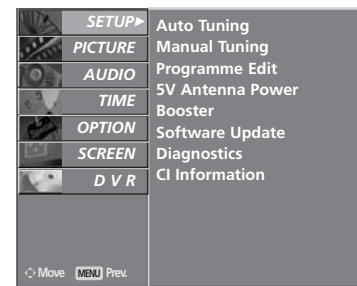 SETUP
PICTURE
AUDIO
TIME
OPTION
SCREEN
D V R
Auto Tuning
Manual Tuning
Programme Edit
5V Antenna Power
Booster
Software Update
Diagnostics
CI Information
Move MENU Prev.